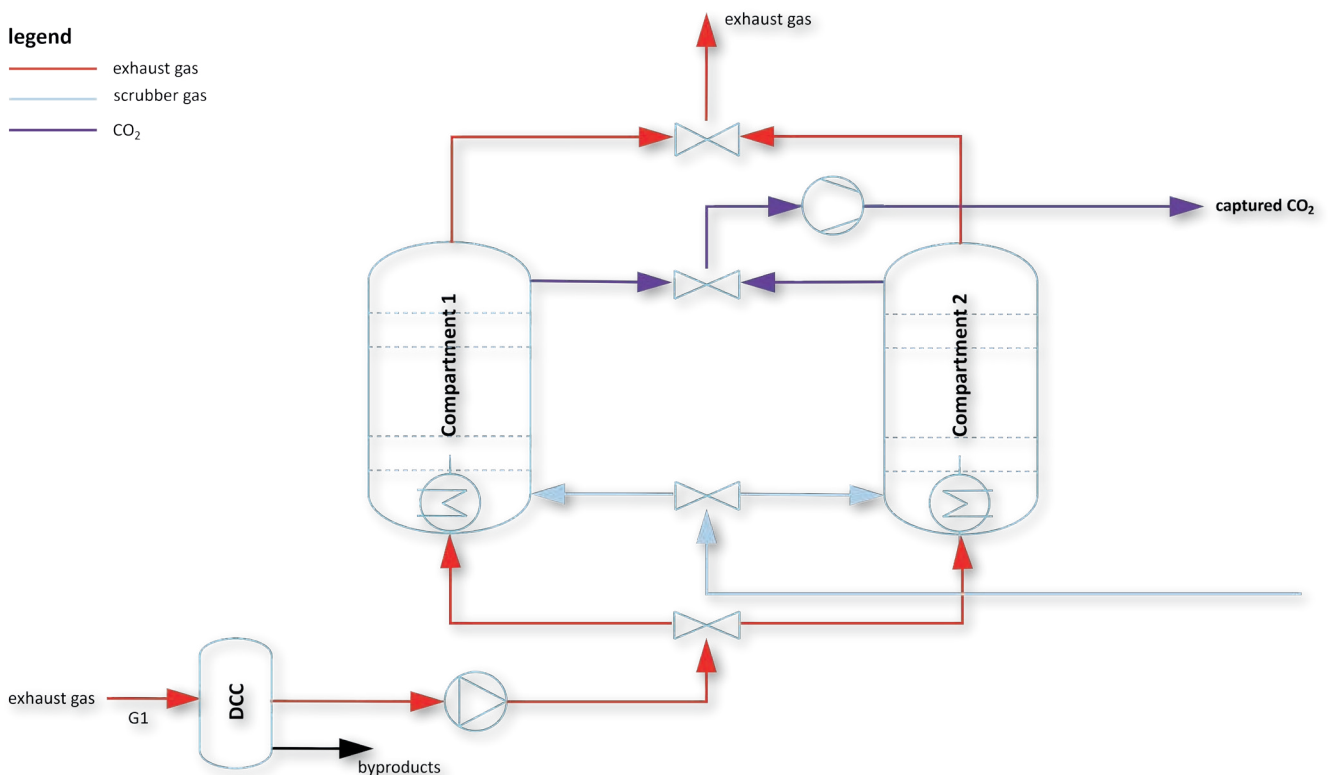 exhaust gas
legend
exhaust gas
scrubber gas
CO₂
captured CO₂
Compartment 1
Compartment 2
exhaust gas
G1
DCC
byproducts